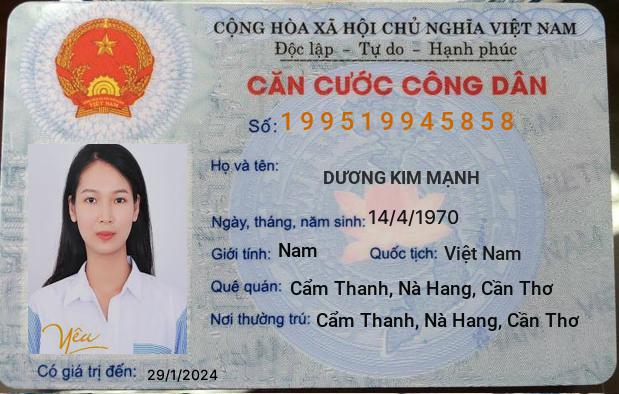 CỘNG HÒA XÃ HỘI CHỦ NGHĨA VIỆT NAM
Độc lập - Tự do - Hạnh phúc
CĂN CƯỚC CÔNG DÂN
Số: 199519945858
Họ và tên:
DƯƠNG KIM MẠNH
Ngày, tháng, năm sinh: 14/4/1970
Giới tính: Nam Quốc tịch: Việt Nam
Quê quán: Cẩm Thanh, Nà Hang, Cần Thơ
Nơi thường trú: Cẩm Thanh, Nà Hang, Cần Thơ
Yêu
Có giá trị đến: 29/1/2024